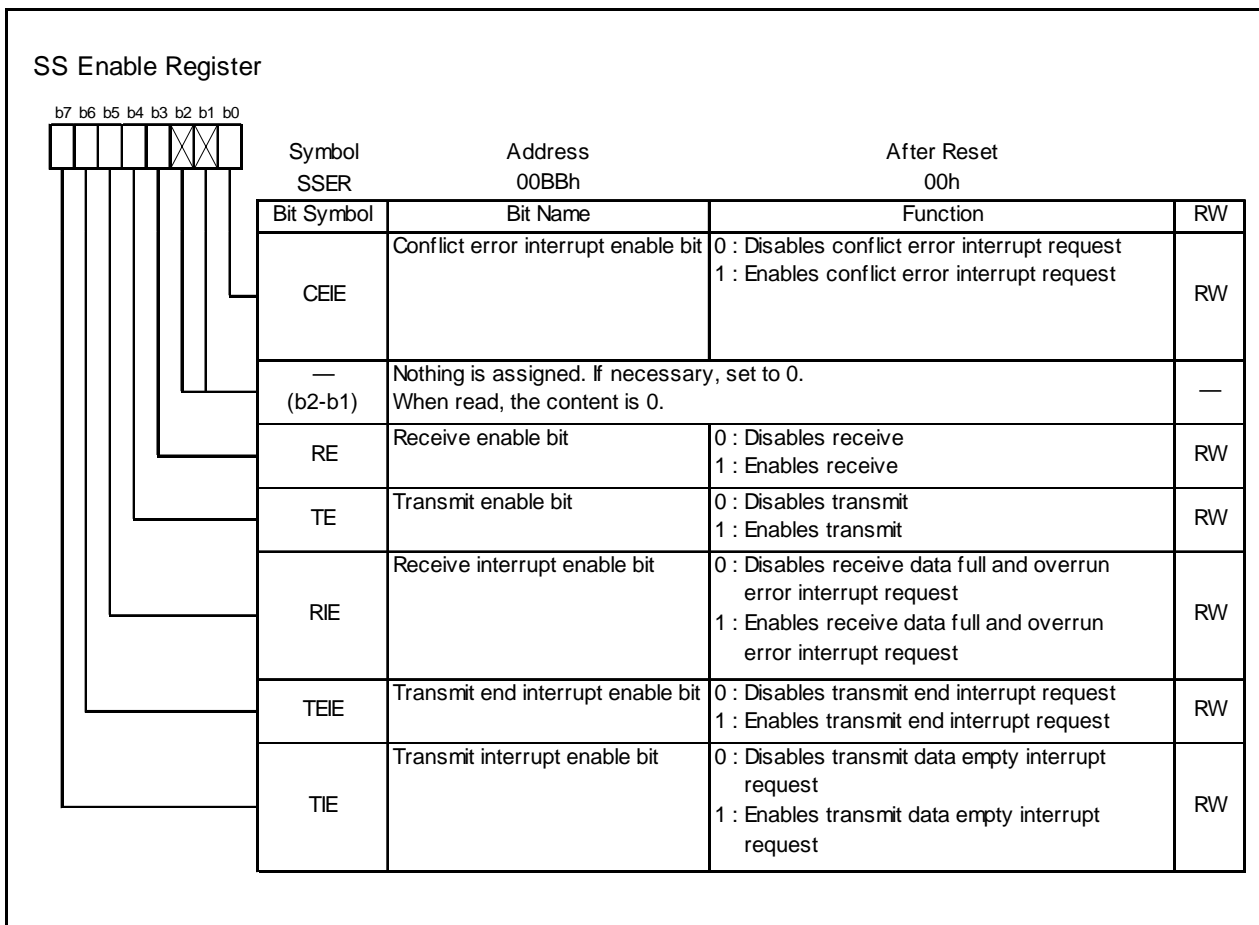 SS Enable Register
b7 b6 b5 b4 b3 b2 b1 b0
Symbol Address After Reset
SSER 00BBh 00h
Bit Symbol Bit Name Function RW
CEIE Conflict error interrupt enable bit 0 : Disables conflict error interrupt request RW
1 : Enables conflict error interrupt request
— Nothing is assigned. If necessary, set to 0. —
(b2-b1) When read, the content is 0.
RE Receive enable bit 0 : Disables receive RW
1 : Enables receive
TE Transmit enable bit 0 : Disables transmit RW
1 : Enables transmit
RIE Receive interrupt enable bit 0 : Disables receive data full and overrun RW
error interrupt request
1 : Enables receive data full and overrun
error interrupt request
TEIE Transmit end interrupt enable bit 0 : Disables transmit end interrupt request RW
1 : Enables transmit end interrupt request
TIE Transmit interrupt enable bit 0 : Disables transmit data empty interrupt RW
request
1 : Enables transmit data empty interrupt
request